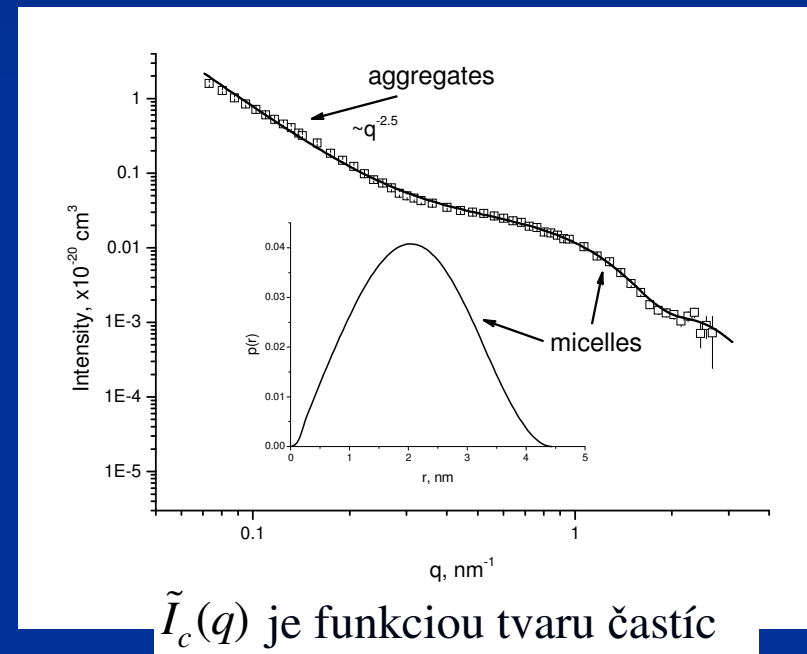 aggregates
~q^-2.5
1
0.1
0.01
1E-3
1E-4
1E-5
Intensity, x10^-20 cm^3
0.04
0.03
0.02
0.01
0.00
p(r)
0 1 2 3 4 5
r, nm
micelles
0.1 1
q, nm^-1
Ĩ_c(q) je funkciou tvaru častíc